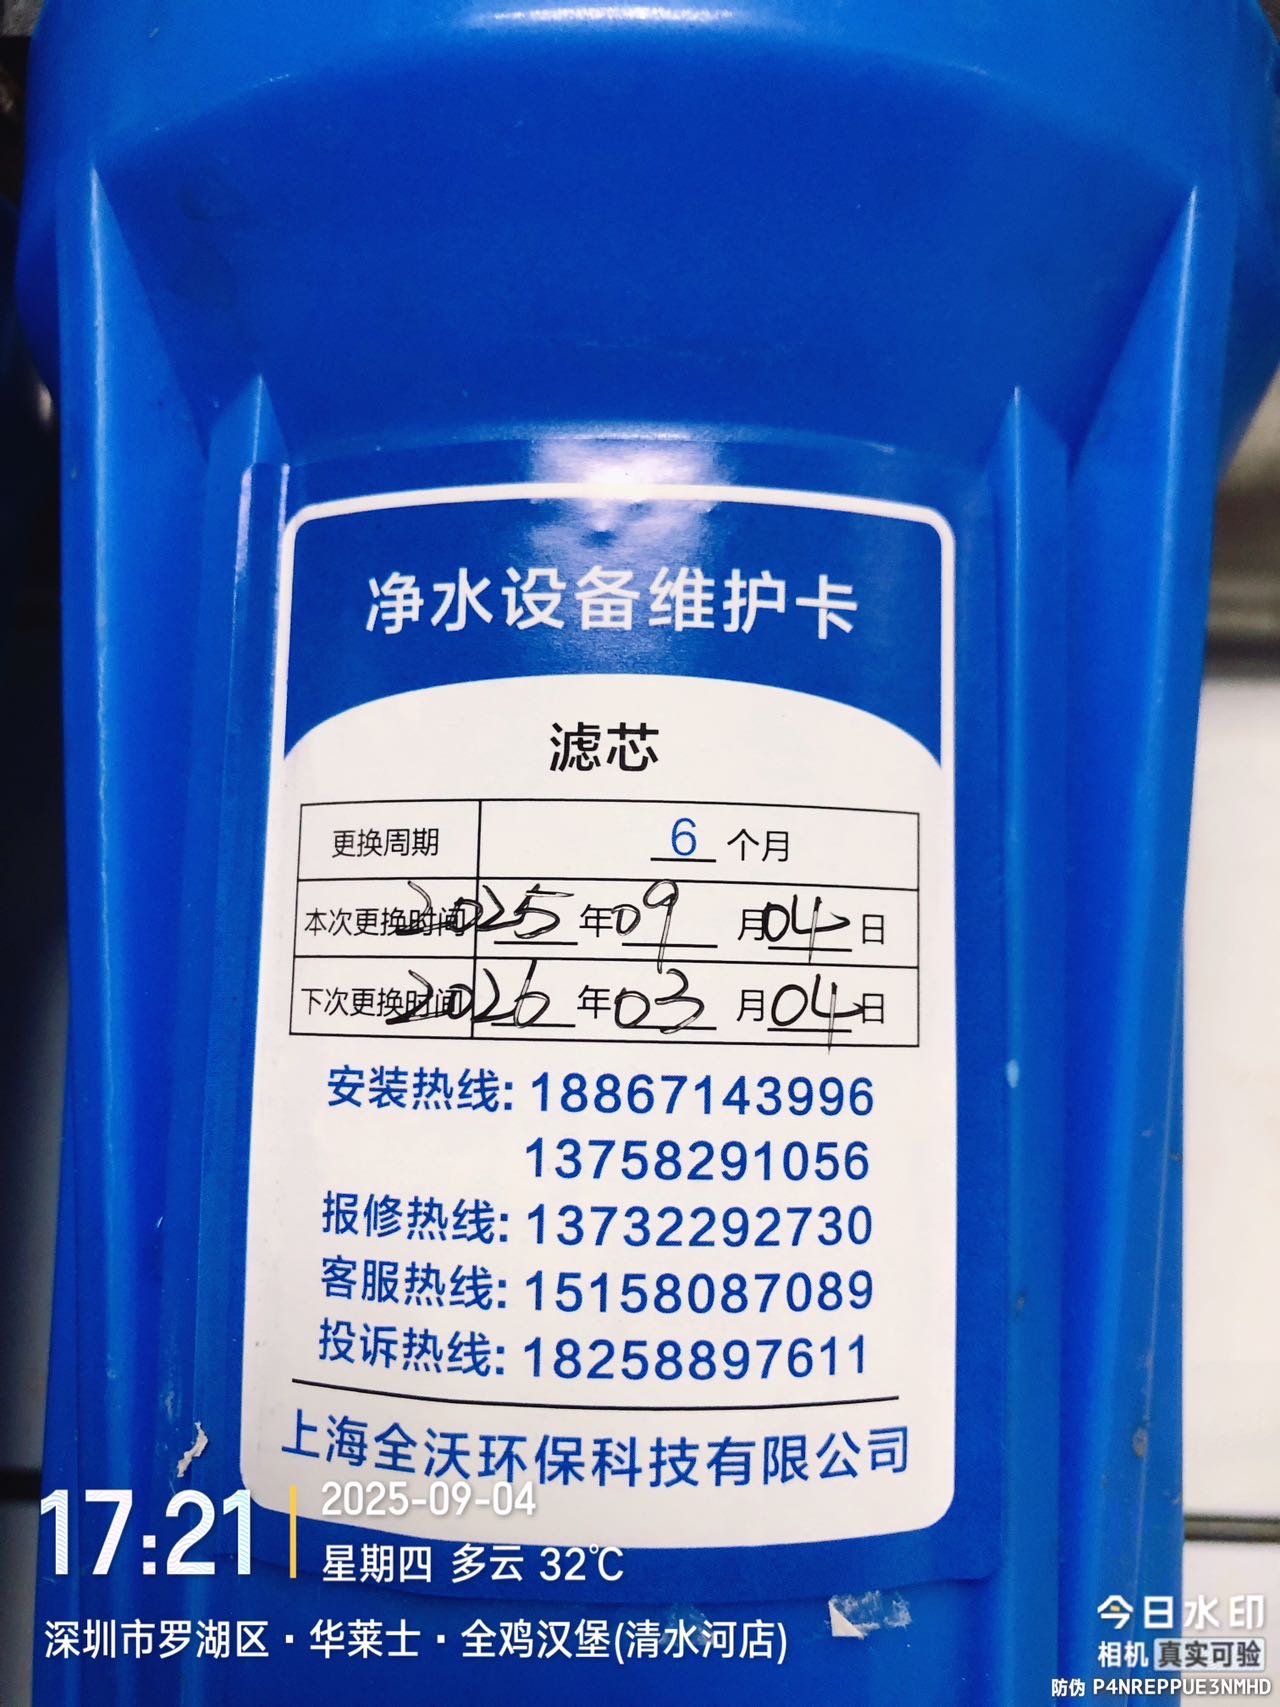 净水设备维护卡
滤芯
更换周期 6 个月
本次更换时间 2025 年 09 月 04 日
下次更换时间 2026 年 03 月 04 日
安装热线: 18867143996
13758291056
报修热线: 13732292730
客服热线: 15158087089
投诉热线: 18258897611
上海全沃环保科技有限公司
17:21
2025-09-04
星期四 多云 32℃
深圳市罗湖区·华莱士·全鸡汉堡(清水河店)
今日水印
相机 真实可验
防伪 P4NREPPUE3NMHD